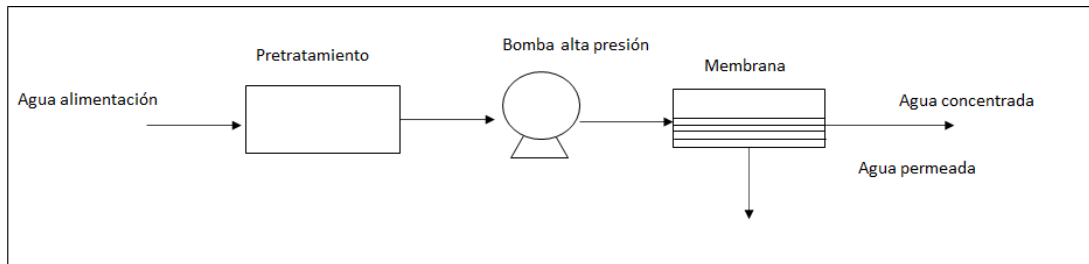 Agua alimentación
Pretratamiento
Bomba alta presión
Membrana
Agua concentrada
Agua permeada